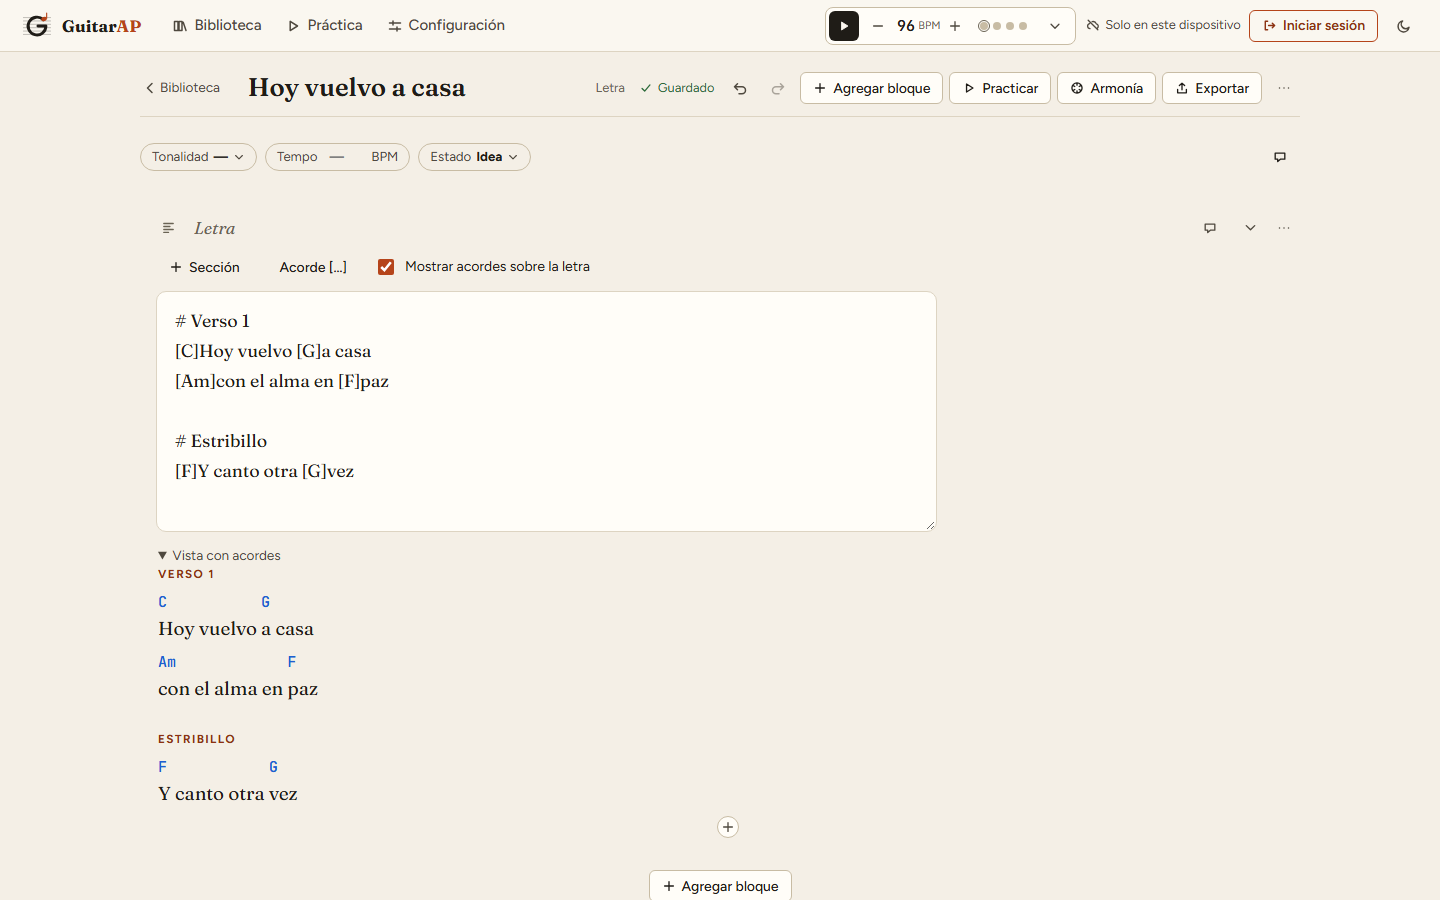 GuitarAP
Biblioteca
Práctica
Configuración
96 BPM
Solo en este dispositivo
Iniciar sesión
Biblioteca
Hoy vuelvo a casa
Letra
Guardado
Agregar bloque
Practicar
Armonía
Exportar
Tonalidad —
Tempo — BPM
Estado Idea
Letra
Sección
Acorde [...]
Mostrar acordes sobre la letra
# Verso 1
[C]Hoy vuelvo [G]a casa
[Am]con el alma en [F]paz
# Estribillo
[F]Y canto otra [G]vez
Vista con acordes
VERSO 1
C G
Hoy vuelvo a casa
Am F
con el alma en paz
ESTRIBILLO
F G
Y canto otra vez
Agregar bloque